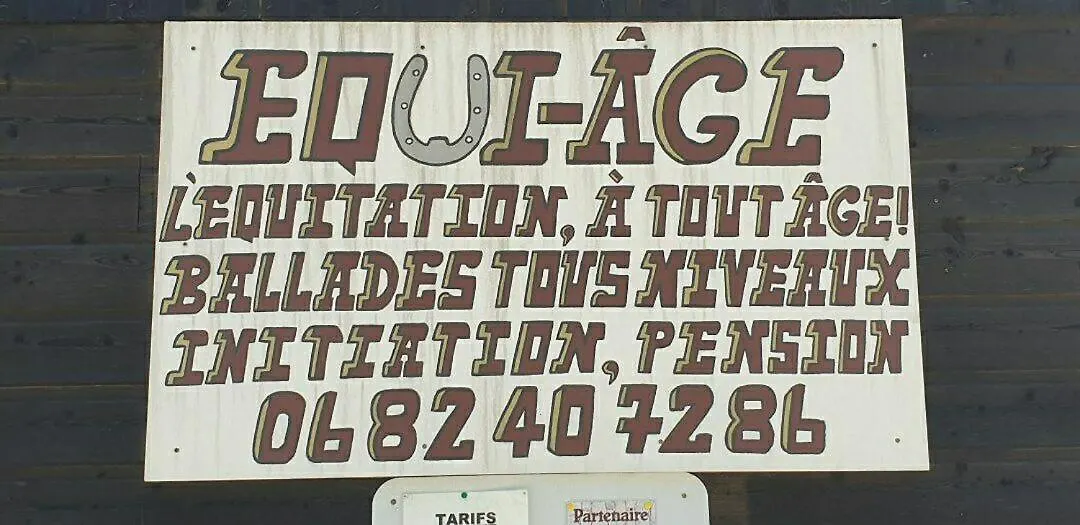 EQUI-ÂGE
L'EQUITATION, À TOUT ÂGE!
BALLADES TOUS NIVEAUX
INITIATION, PENSION
06 82 40 72 86
TARIFS
Partenaire